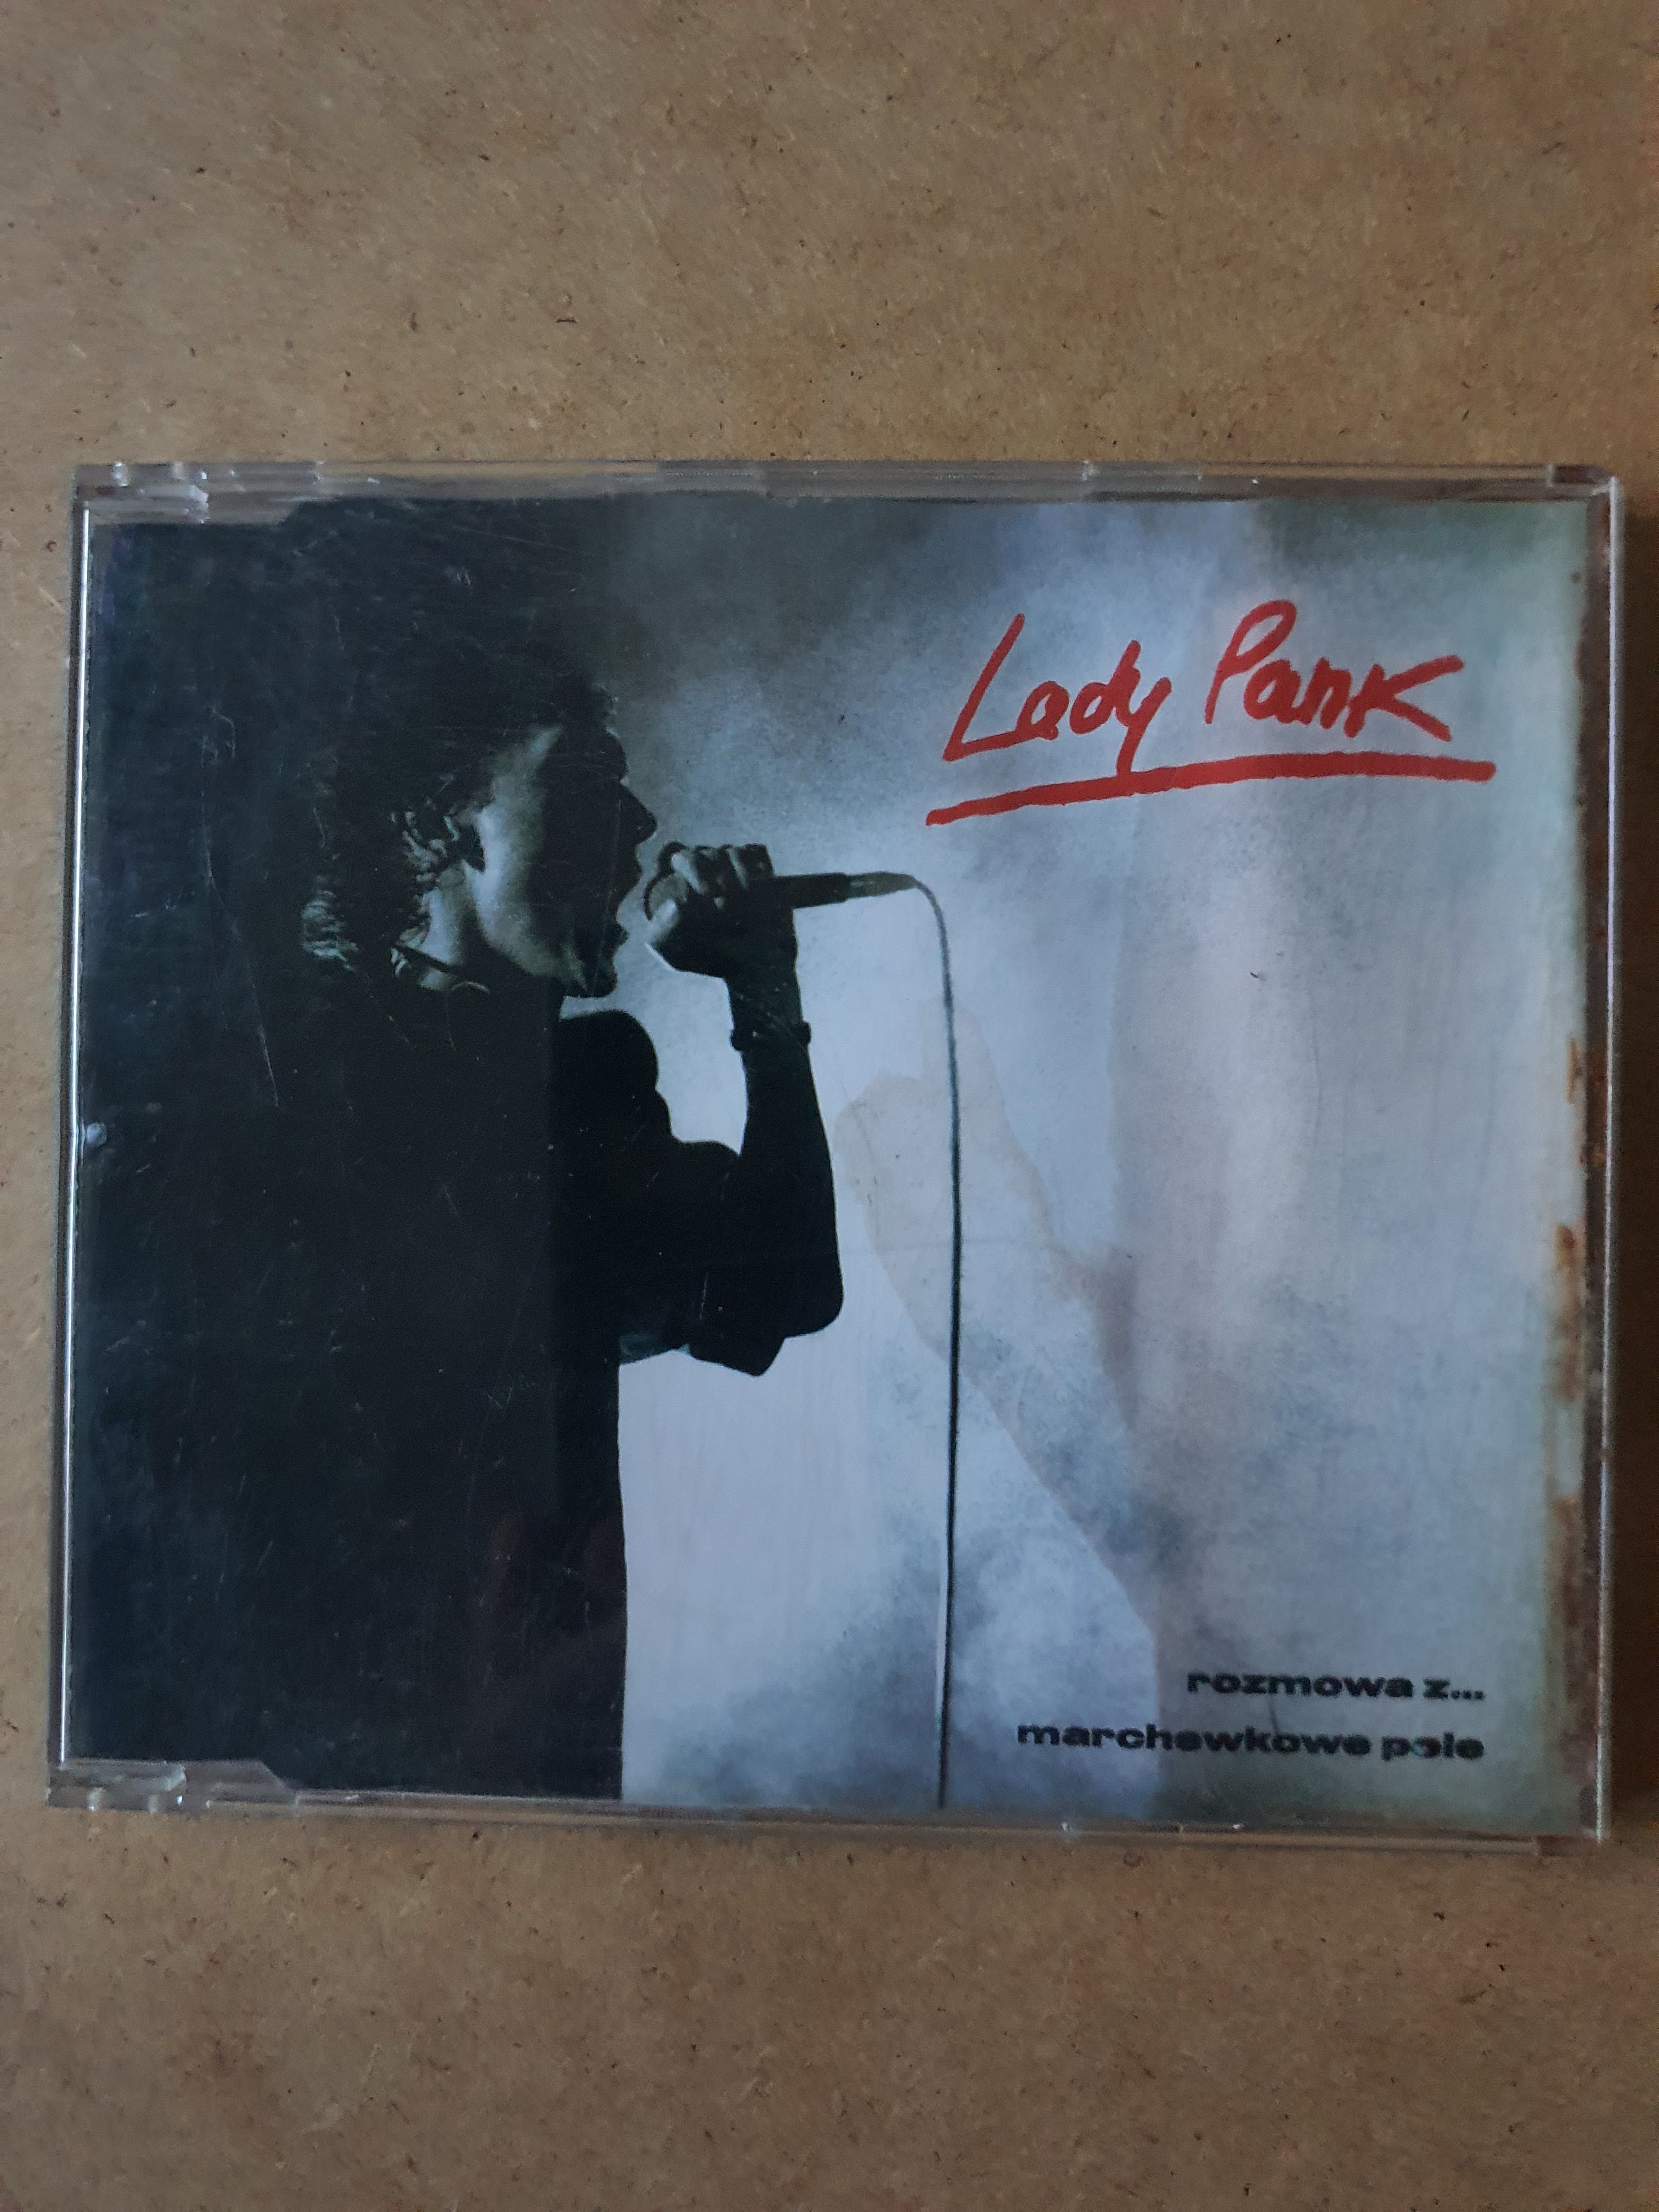 Lady Pank
rozmowa z...
marchewkowe pole